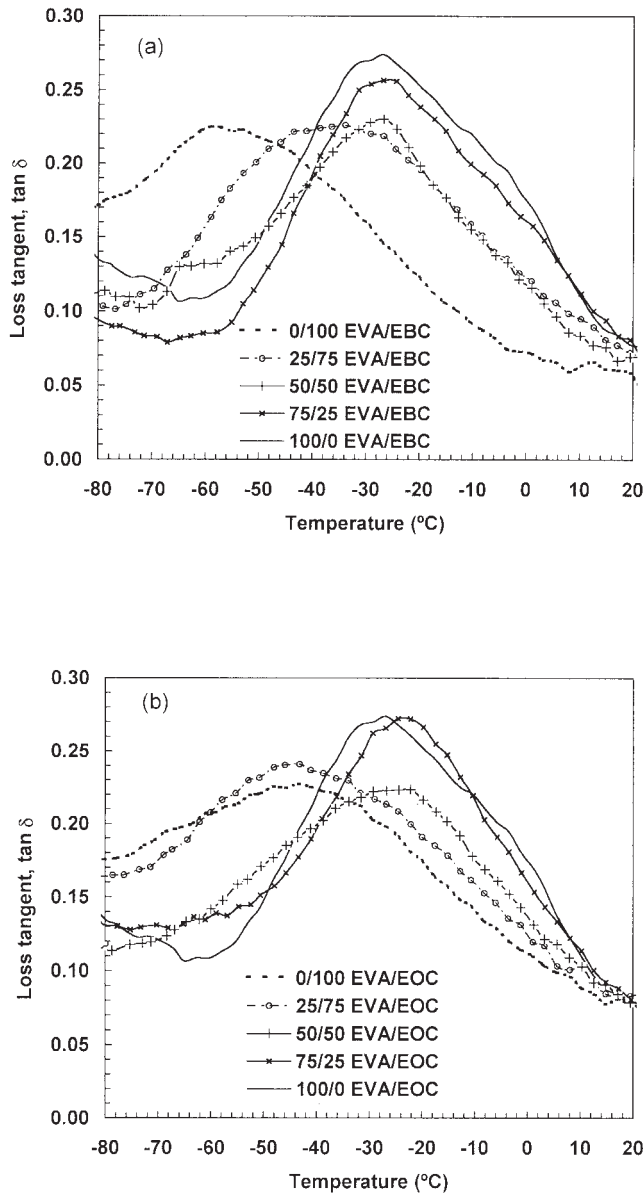 (a)
Loss tangent, tan δ
0.30
0.25
0.20
0.15
0.10
0.05
0.00
0/100 EVA/EBC
25/75 EVA/EBC
50/50 EVA/EBC
75/25 EVA/EBC
100/0 EVA/EBC
-80 -70 -60 -50 -40 -30 -20 -10 0 10 20
Temperature (ºC)
(b)
Loss tangent, tan δ
0.30
0.25
0.20
0.15
0.10
0.05
0.00
0/100 EVA/EOC
25/75 EVA/EOC
50/50 EVA/EOC
75/25 EVA/EOC
100/0 EVA/EOC
-80 -70 -60 -50 -40 -30 -20 -10 0 10 20
Temperature (ºC)